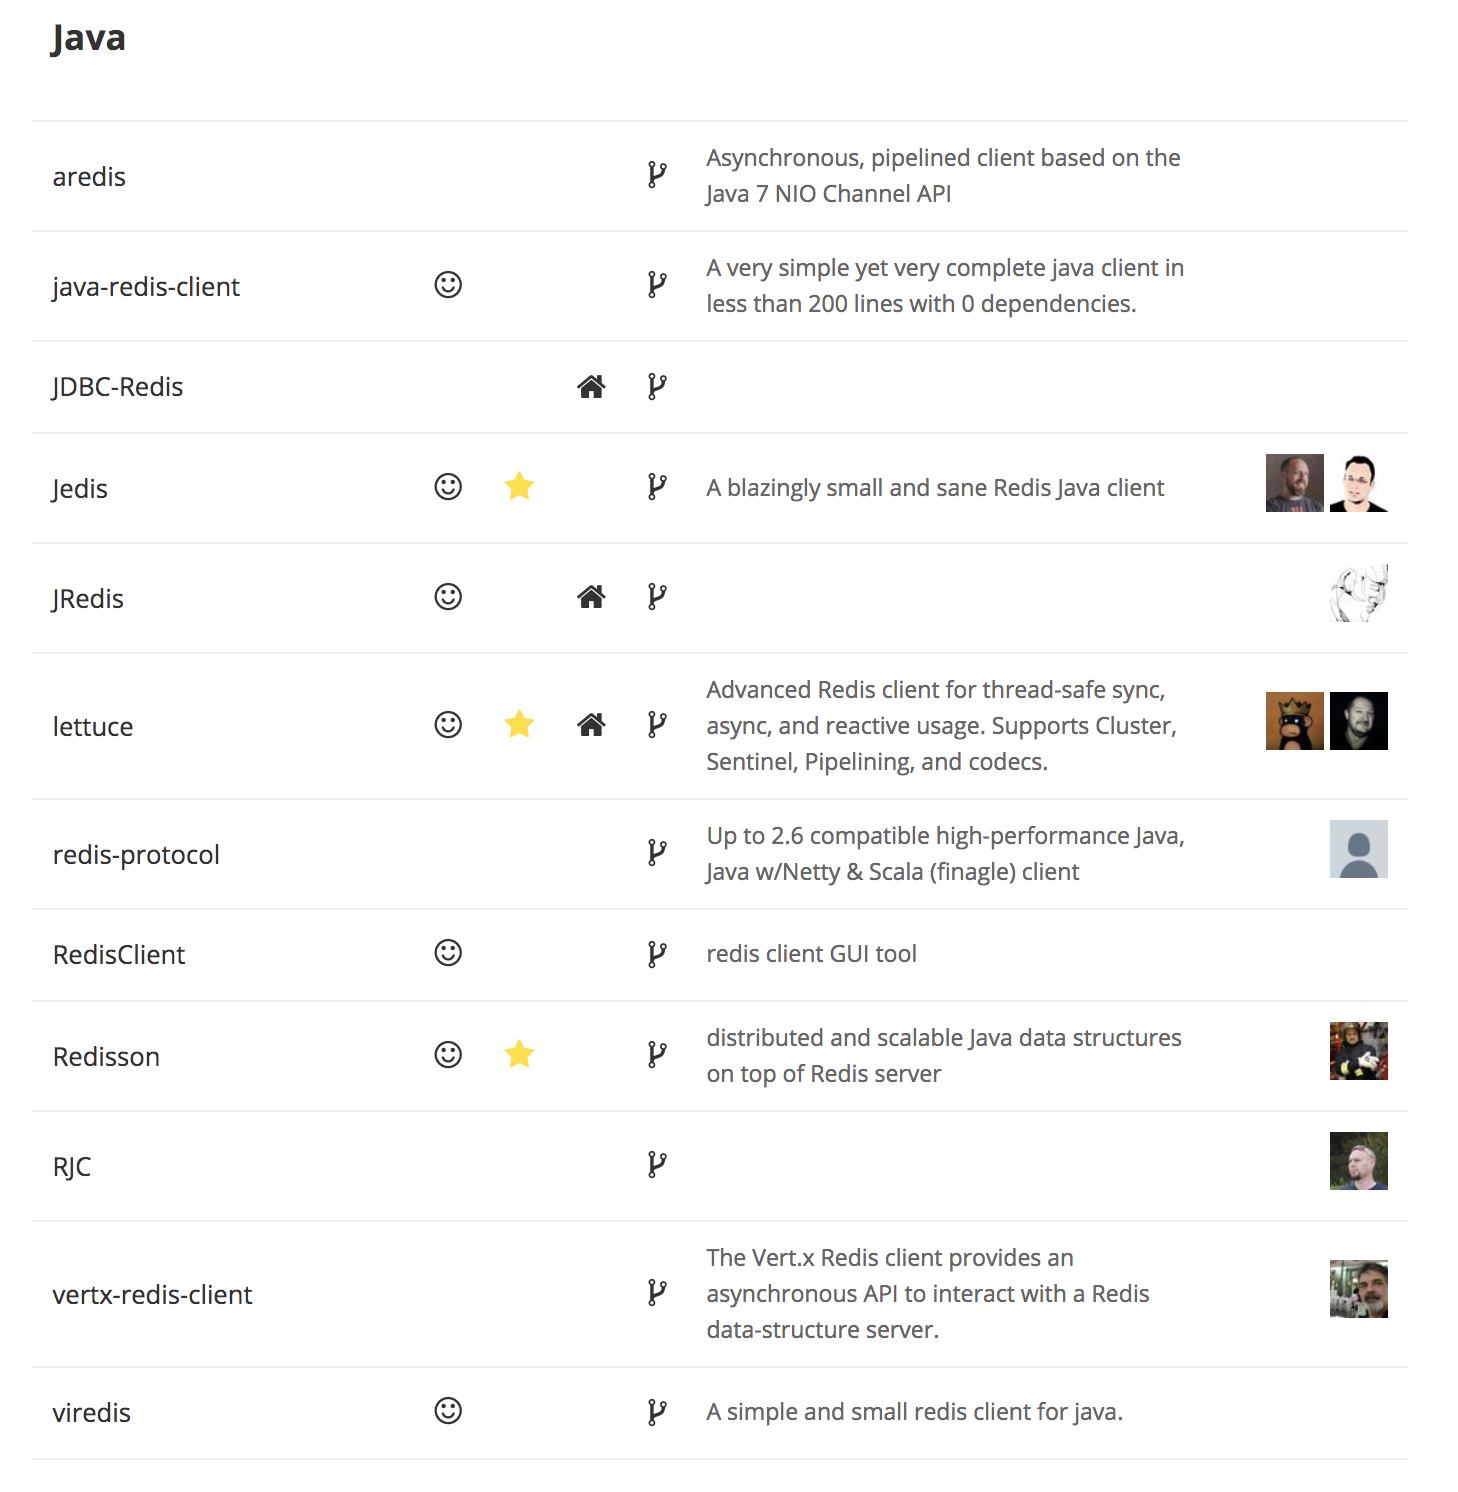 Java
aredis
Asynchronous, pipelined client based on the
Java 7 NIO Channel API
java-redis-client
A very simple yet very complete java client in
less than 200 lines with 0 dependencies.
JDBC-Redis
Jedis
A blazingly small and sane Redis Java client
JRedis
lettuce
Advanced Redis client for thread-safe sync,
async, and reactive usage. Supports Cluster,
Sentinel, Pipelining, and codecs.
redis-protocol
Up to 2.6 compatible high-performance Java,
Java w/Netty & Scala (finagle) client
RedisClient
redis client GUI tool
Redisson
distributed and scalable Java data structures
on top of Redis server
RJC
vertx-redis-client
The Vert.x Redis client provides an
asynchronous API to interact with a Redis
data-structure server.
viredis
A simple and small redis client for java.